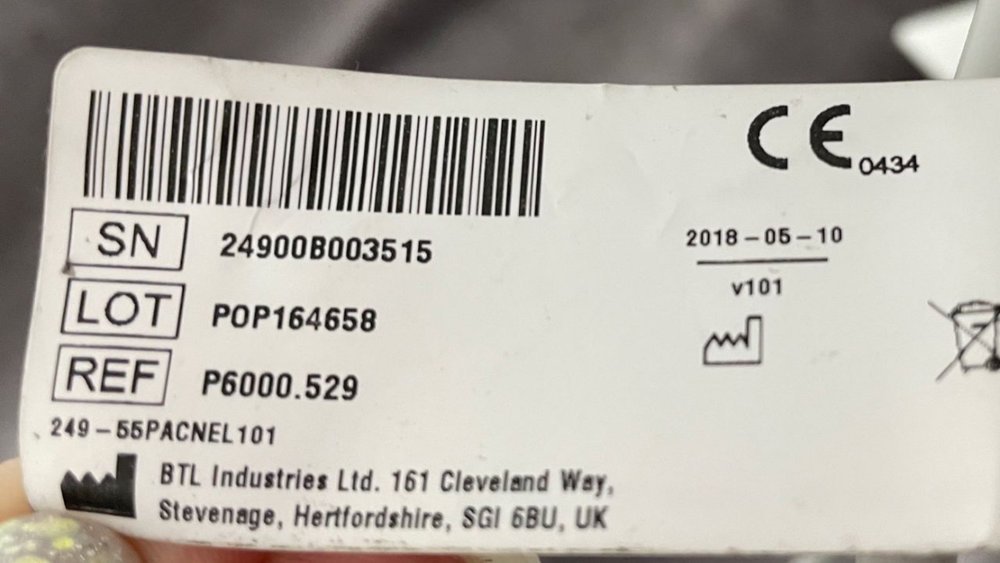 SN 24900B003515
LOT POP164658
REF P6000.529
249-55PACNEL101
BTL Industries Ltd. 161 Cleveland Way,
Stevenage, Hertfordshire, SG1 6BU, UK
CE 0434
2018-05-10
v101